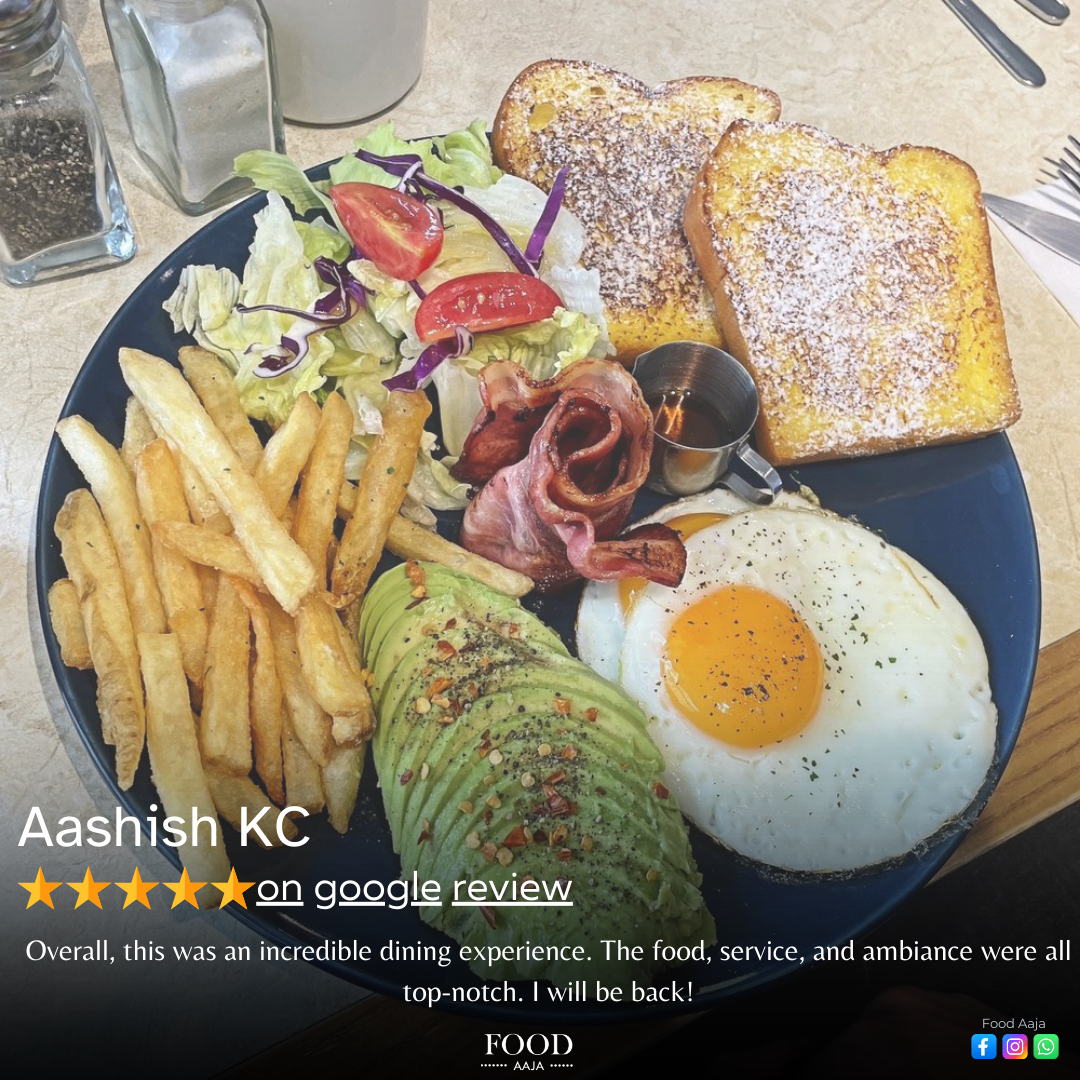 Aashish KC
on google review
Overall, this was an incredible dining experience. The food, service, and ambiance were all
top-notch. I will be back!
FOOD
AAJA
Food Aaja